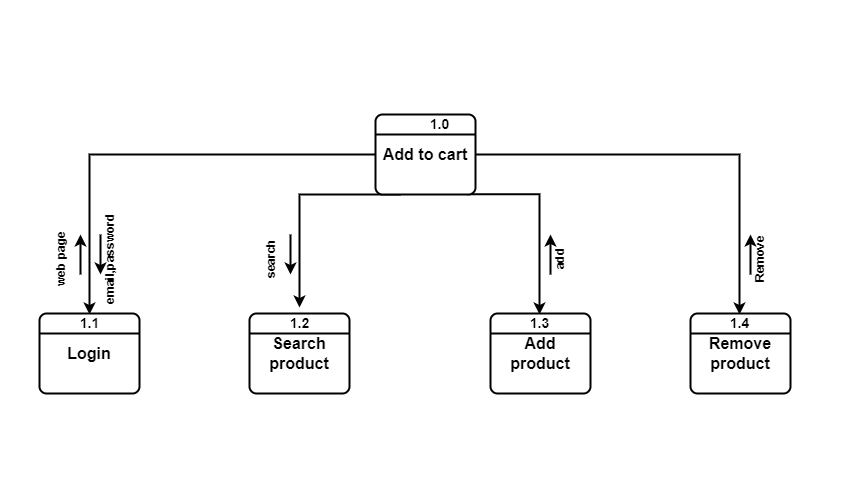 1.0
Add to cart
web page
email,password
search
add
Remove
1.1
Login
1.2
Search
product
1.3
Add
product
1.4
Remove
product